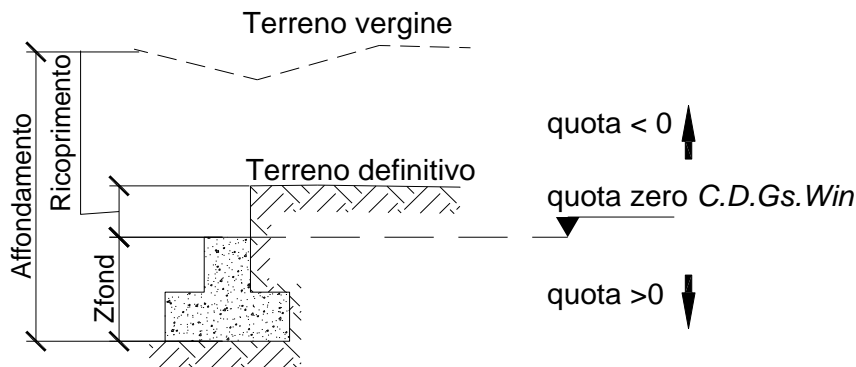 Terreno vergine
Affondamento
Ricoprimento
quota < 0
Terreno definitivo
quota zero C.D.Gs.Win
Zfond
quota >0